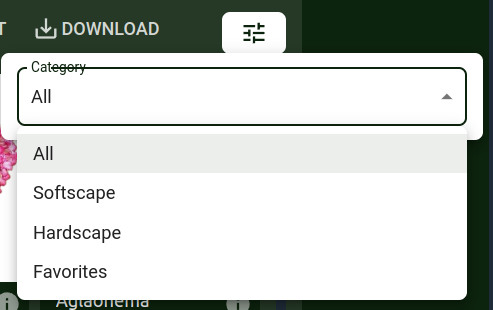 T DOWNLOAD
Category
All
All
Softscape
Hardscape
Favorites
Aglaonema